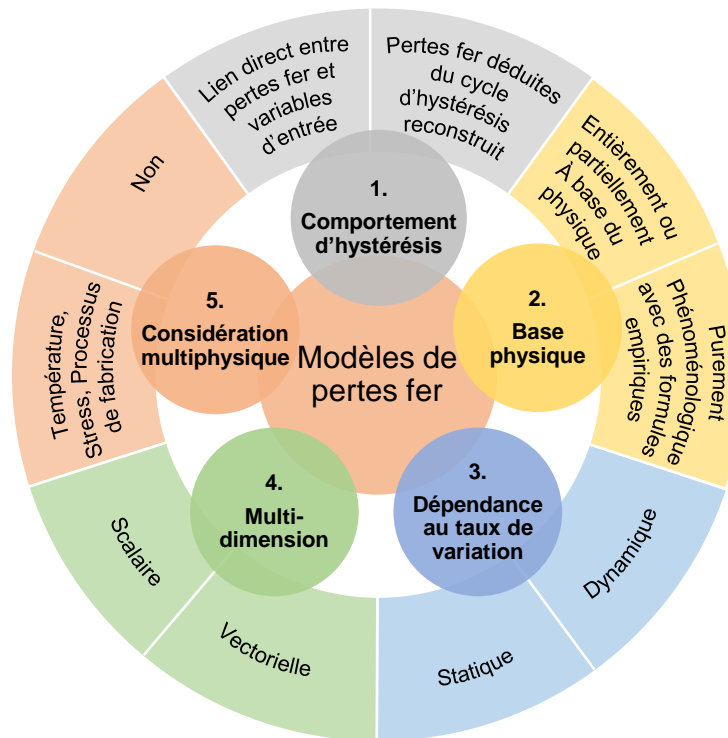 Lien direct entre
pertes fer et
variables
d'entrée
Pertes fer déduites
du cycle
d'hystérésis
reconstruit
Entièrement ou
partiellement
À base du
physique
Purement
Phénoménologique
avec des formules
empiriques
Dynamique
Statique
Vectorielle
Scalaire
Température,
Stress, Processus
de fabrication
Non
1.
Comportement
d'hystérésis
2.
Base
physique
3.
Dépendance
au taux de
variation
4.
Multi-
dimension
5.
Considération
multiphysique
Modèles de
pertes fer